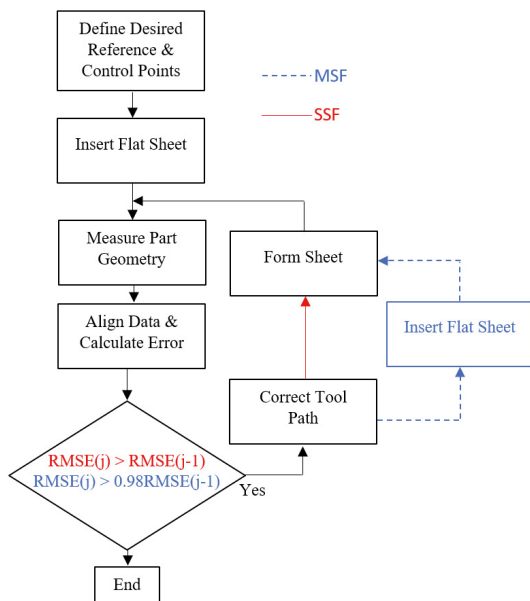 Define Desired
Reference &
Control Points
MSF
SSF
Insert Flat Sheet
Measure Part
Geometry
Form Sheet
Align Data &
Calculate Error
Insert Flat Sheet
Correct Tool
Path
RMSE(j) > RMSE(j-1)
RMSE(j) > 0.98RMSE(j-1)
Yes
End